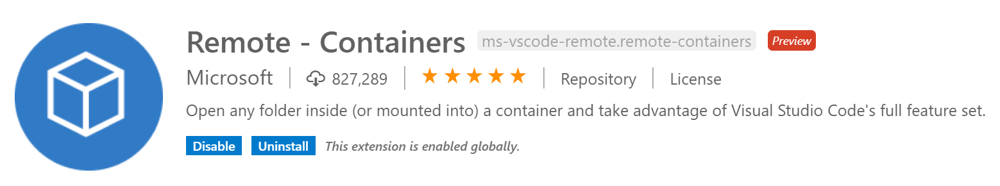 Remote - Containers ms-vscode-remote.remote-containers Preview
Microsoft 827,289 Repository License
Open any folder inside (or mounted into) a container and take advantage of Visual Studio Code's full feature set.
Disable Uninstall This extension is enabled globally.